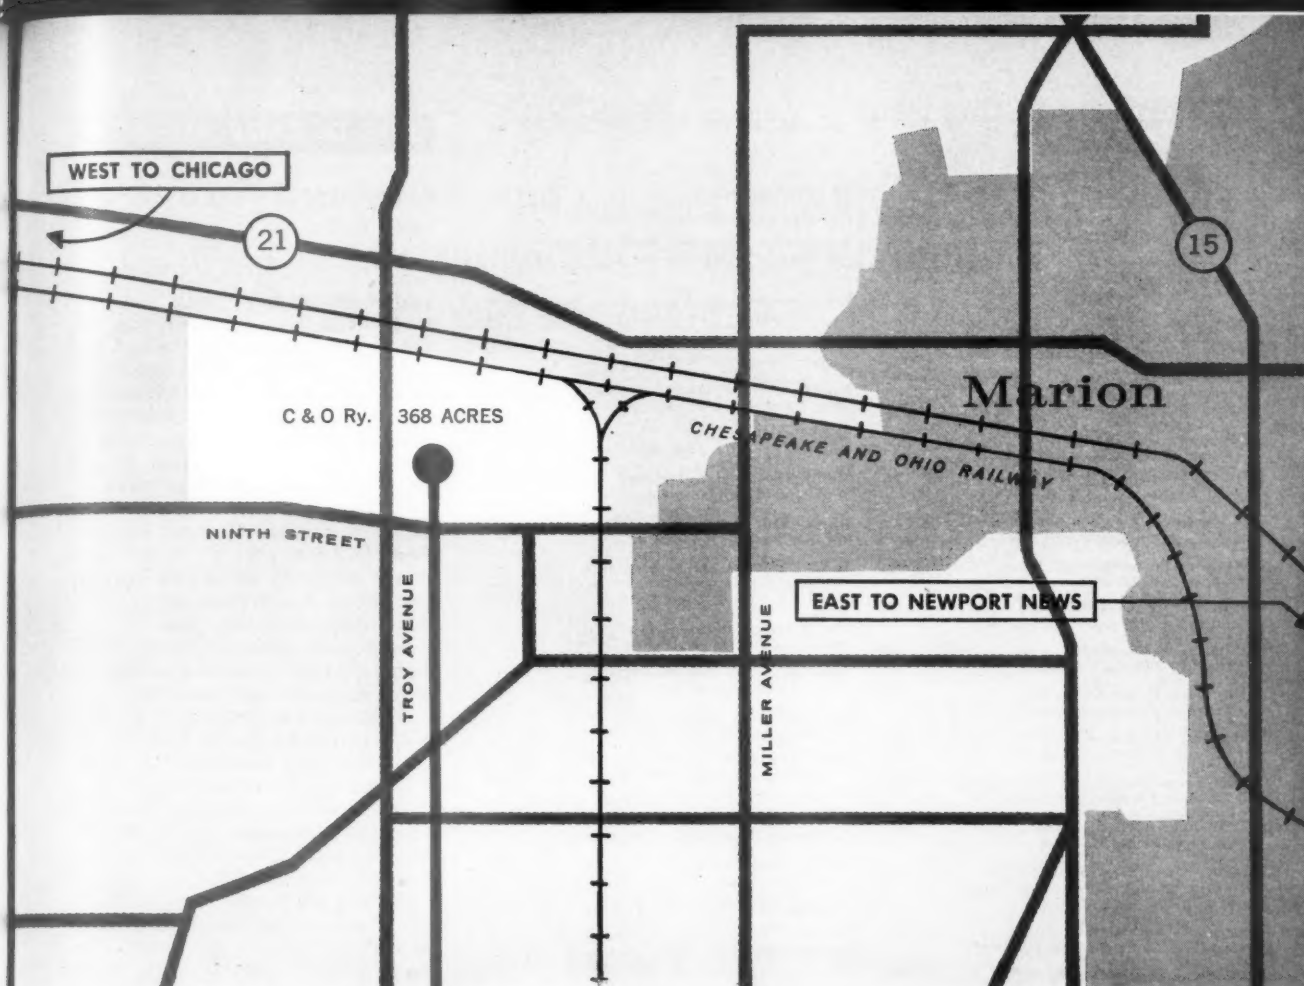 WEST TO CHICAGO
21
15
Marion
C & O Ry. 368 ACRES
CHESAPEAKE AND OHIO RAILWAY
NINTH STREET
TROY AVENUE
EAST TO NEWPORT NEWS
MILLER AVENUE